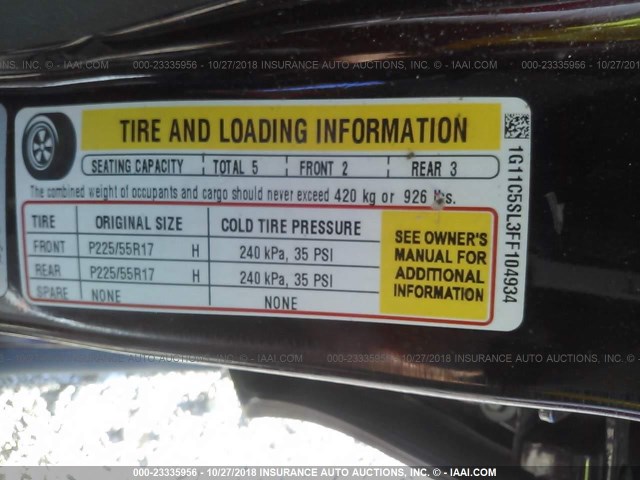 000-23335956 - 10/27/2018 INSURANCE AUTO AUCTIONS, INC. - IAAI.COM
TIRE AND LOADING INFORMATION
SEATING CAPACITY TOTAL 5 FRONT 2 REAR 3
The combined weight of occupants and cargo should never exceed 420 kg or 926 lbs.
TIRE ORIGINAL SIZE COLD TIRE PRESSURE
FRONT P225/55R17 H 240 kPa, 35 PSI
REAR P225/55R17 H 240 kPa, 35 PSI
SPARE NONE NONE
SEE OWNER'S
MANUAL FOR
ADDITIONAL
INFORMATION
1G11C5SL3FF104934
000-23335956 - 10/27/2018 INSURANCE AUTO AUCTIONS, INC. - IAAI.COM
000-23335956 - 10/27/2018 INSURANCE AUTO AUCTIONS, INC. - IAAI.COM